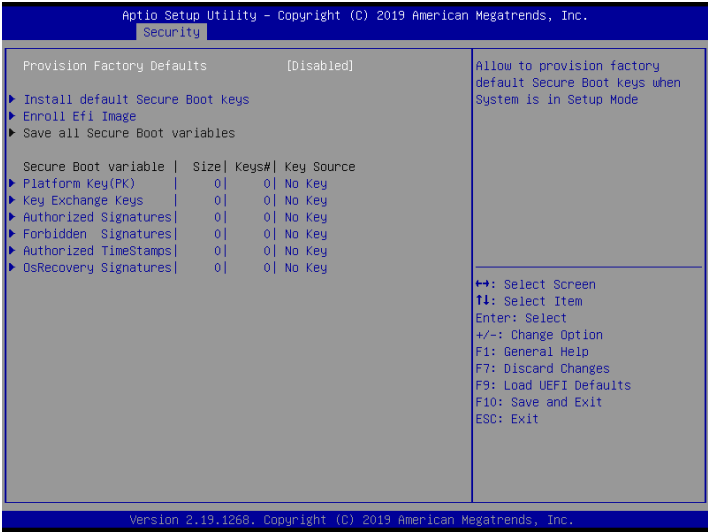 Aptio Setup Utility – Copyright (C) 2019 American Megatrends, Inc.
Security
Provision Factory Defaults [Disabled]
▶ Install default Secure Boot keys
▶ Enroll Efi Image
▶ Save all Secure Boot variables
Secure Boot variable | Size| Keys#| Key Source
▶ Platform Key(PK) | 0| 0| No Key
▶ Key Exchange Keys | 0| 0| No Key
▶ Authorized Signatures| 0| 0| No Key
▶ Forbidden Signatures| 0| 0| No Key
▶ Authorized TimeStamps| 0| 0| No Key
▶ OsRecovery Signatures| 0| 0| No Key
Allow to provision factory
default Secure Boot keys when
System is in Setup Mode
↔: Select Screen
↑↓: Select Item
Enter: Select
+/-: Change Option
F1: General Help
F7: Discard Changes
F9: Load UEFI Defaults
F10: Save and Exit
ESC: Exit
Version 2.19.1268. Copyright (C) 2019 American Megatrends, Inc.